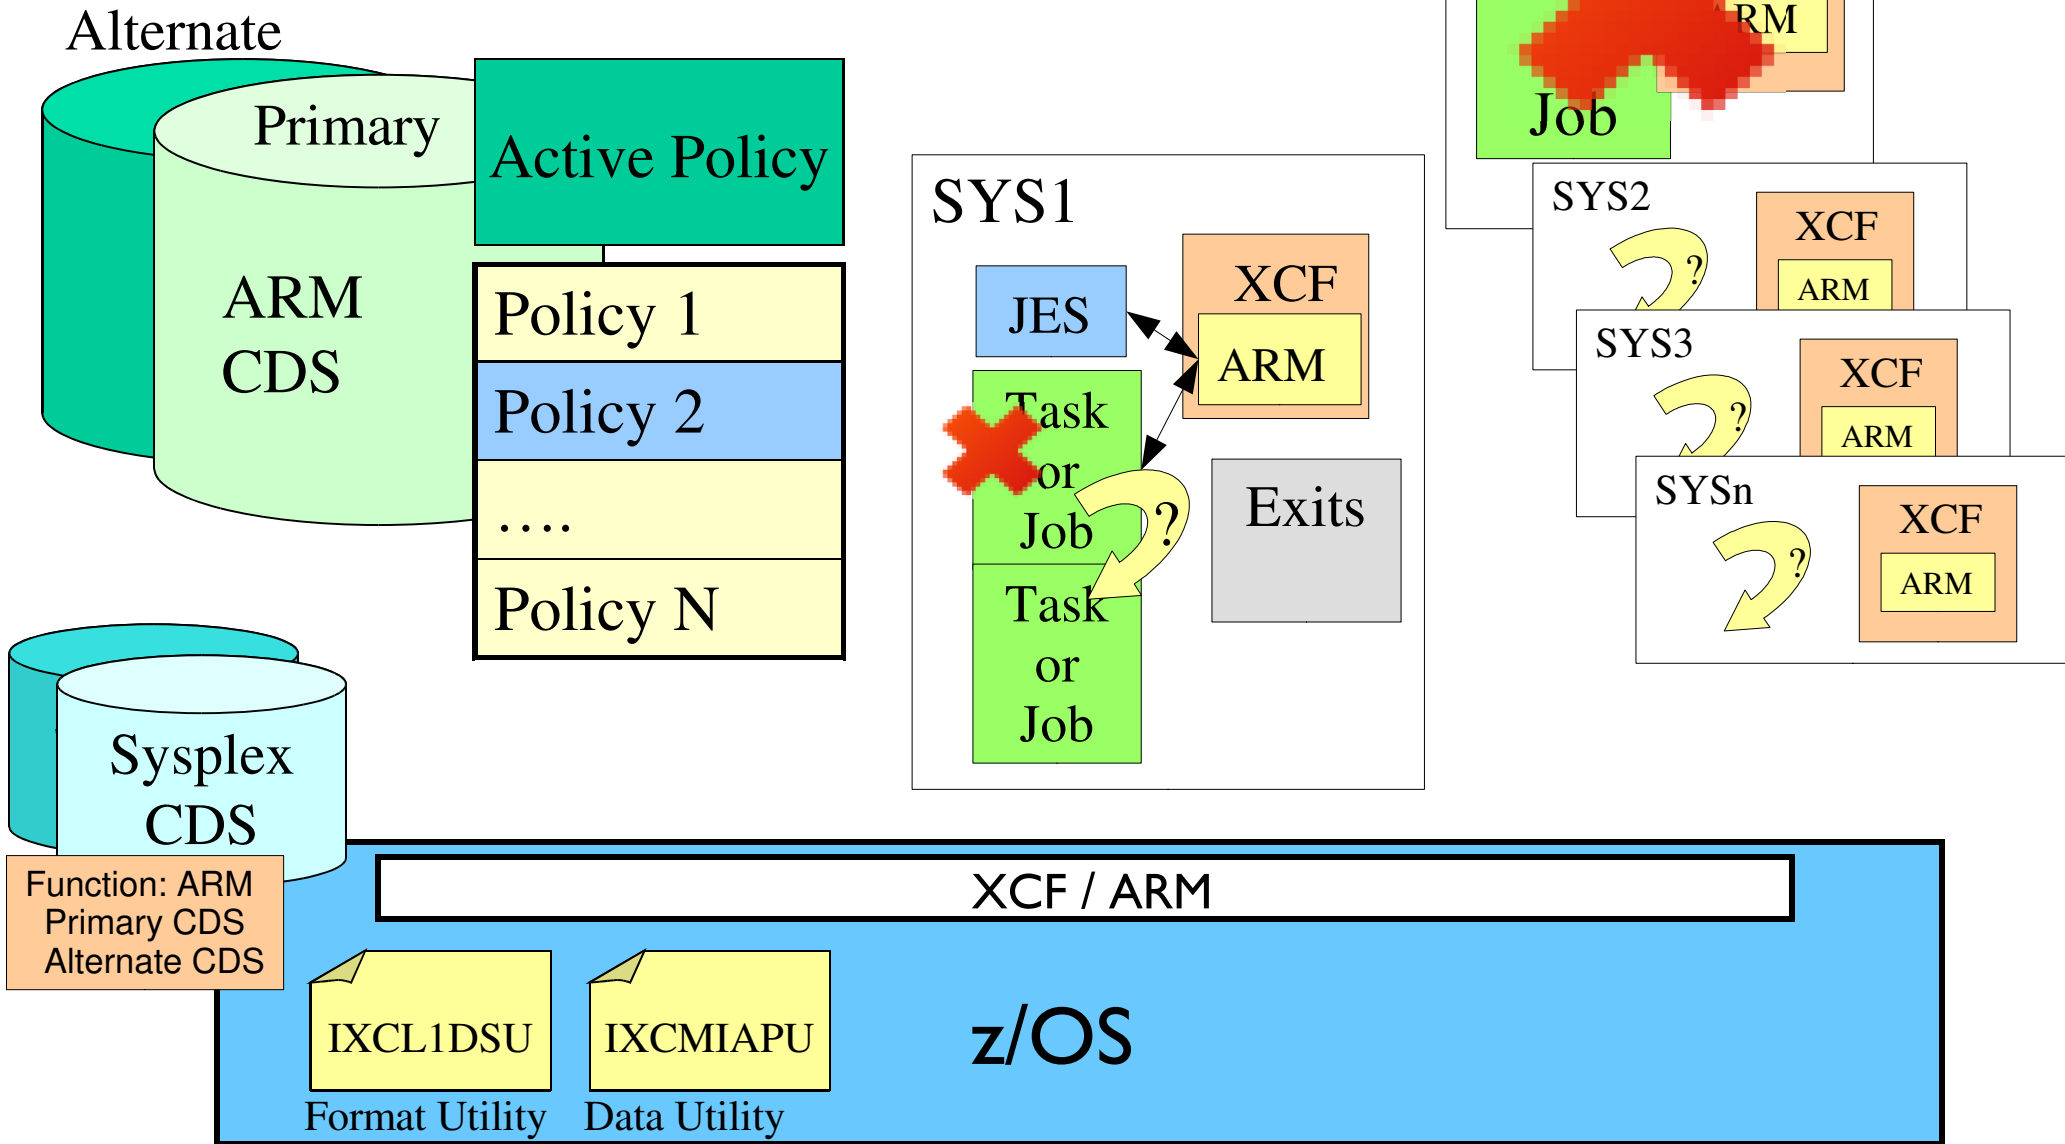 Alternate
Primary
ARM
CDS
Active Policy
Policy 1
Policy 2
....
Policy N
Sysplex
CDS
Function: ARM
Primary CDS
Alternate CDS
SYS1
JES
XCF
ARM
Task
or
Job
?
Task
or
Job
Exits
Job
SYS2
?
XCF
ARM
SYS3
?
XCF
ARM
SYSn
?
XCF
ARM
XCF / ARM
IXCL1DSU
Format Utility
IXCMIAPU
Data Utility
z/OS